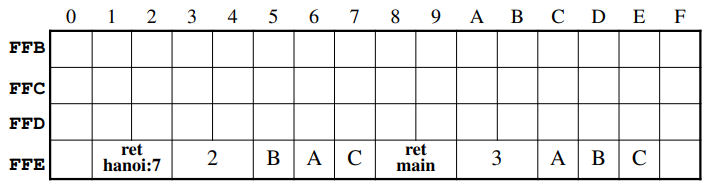 0 1 2 3 4 5 6 7 8 9 A B C D E F
FFB
FFC
FFD
FFE ret hanoi:7 2 B A C ret main 3 A B C